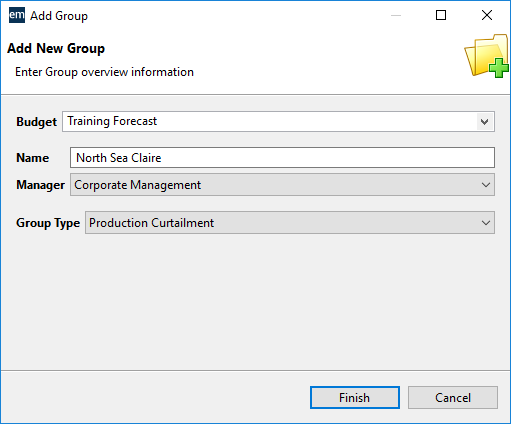 em Add Group
Add New Group
Enter Group overview information
Budget Training Forecast
Name North Sea Claire
Manager Corporate Management
Group Type Production Curtailment
Finish Cancel